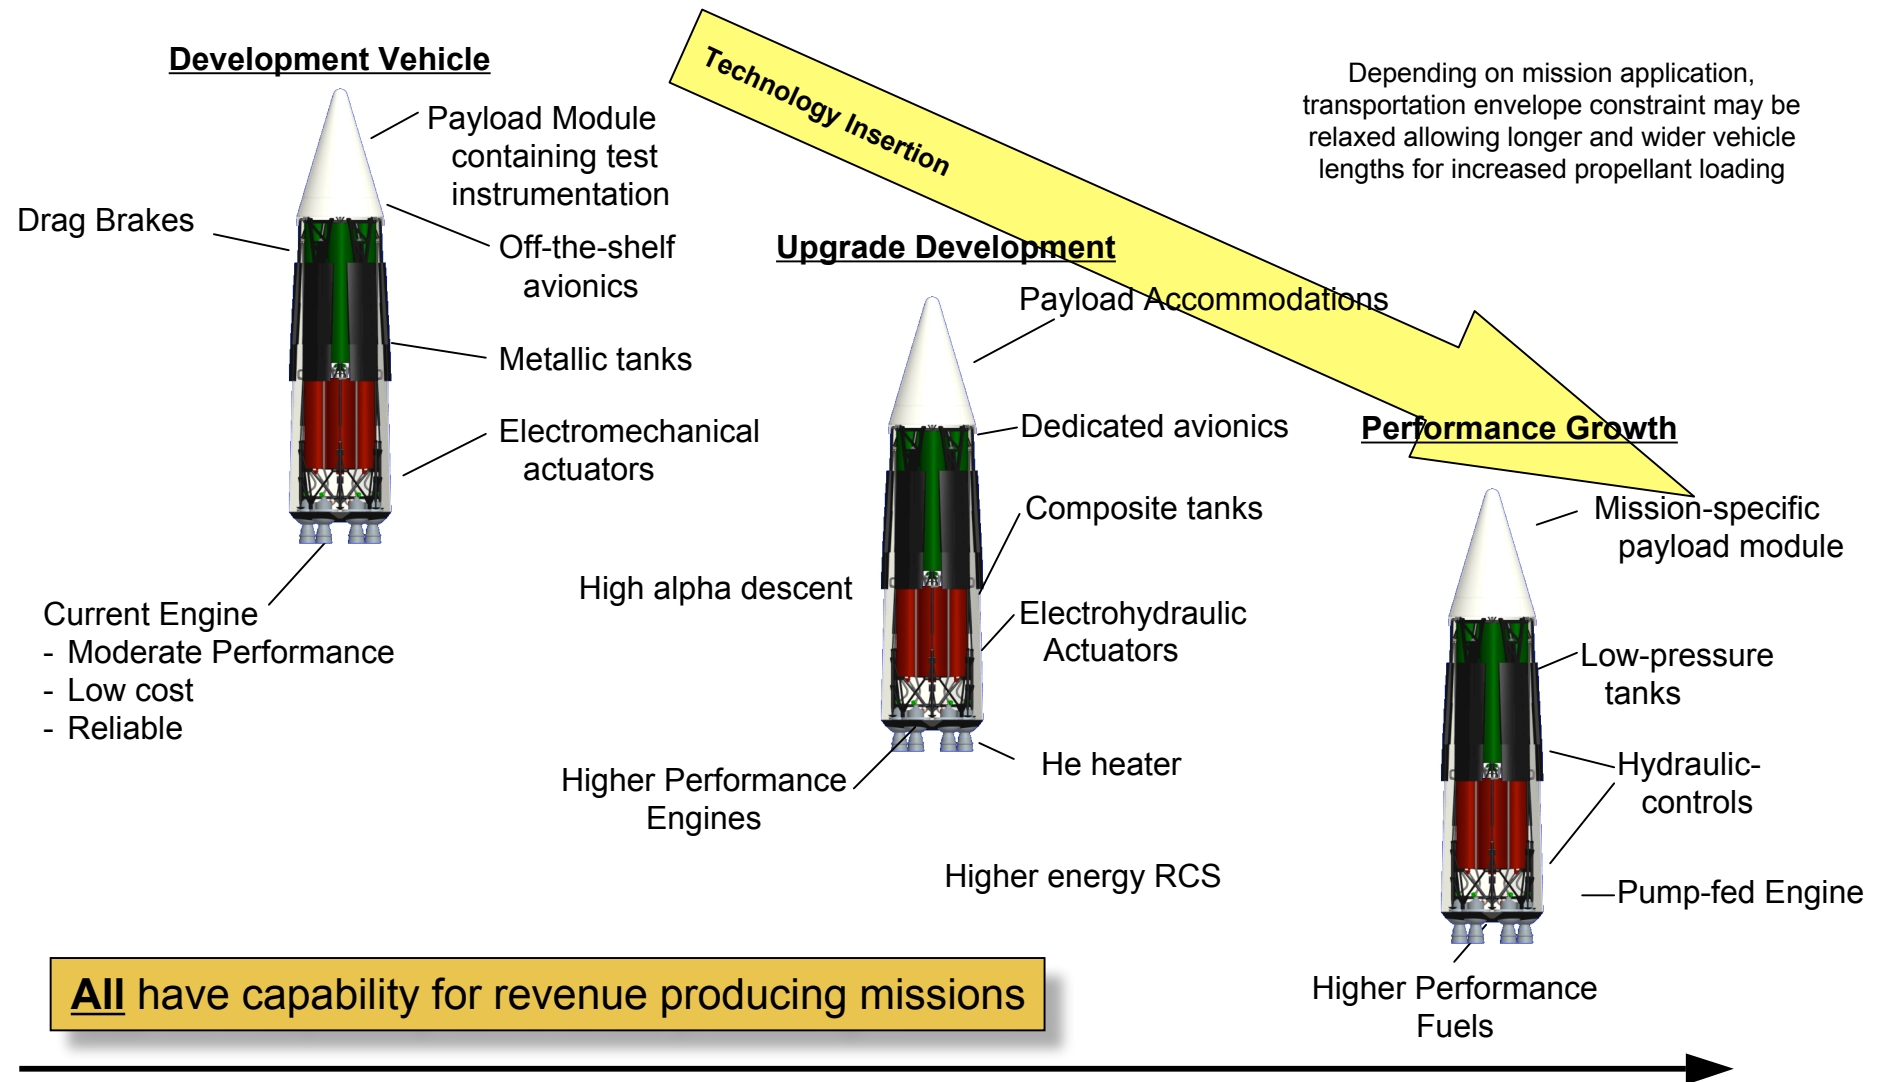 Development Vehicle
Payload Module
containing test
instrumentation
Drag Brakes
Off-the-shelf
avionics
Metallic tanks
Electromechanical
actuators
Current Engine
- Moderate Performance
- Low cost
- Reliable
Technology Insertion
Depending on mission application,
transportation envelope constraint may be
relaxed allowing longer and wider vehicle
lengths for increased propellant loading
Upgrade Development
Payload Accommodations
Dedicated avionics
Composite tanks
High alpha descent
Electrohydraulic
Actuators
He heater
Higher Performance
Engines
Higher energy RCS
Performance Growth
Mission-specific
payload module
Low-pressure
tanks
Hydraulic-
controls
Pump-fed Engine
Higher Performance
Fuels
All have capability for revenue producing missions